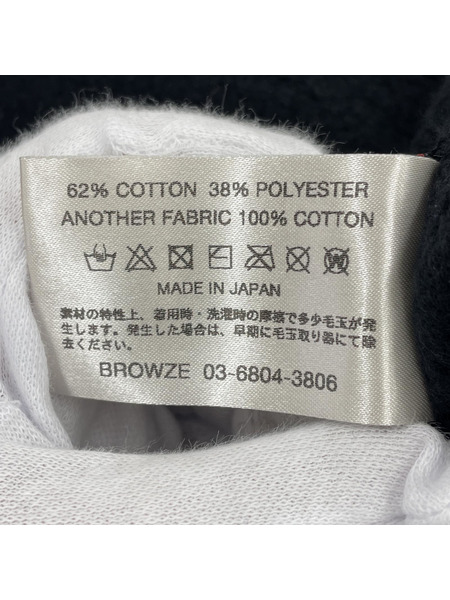 62% COTTON 38% POLYESTER
ANOTHER FABRIC 100% COTTON
MADE IN JAPAN
素材の特性上、着用時・洗濯時の摩擦で多少毛玉が発
生します。発生した場合は、早期に毛玉取り器にて除
去ください。
BROWZE 03-6804-3806